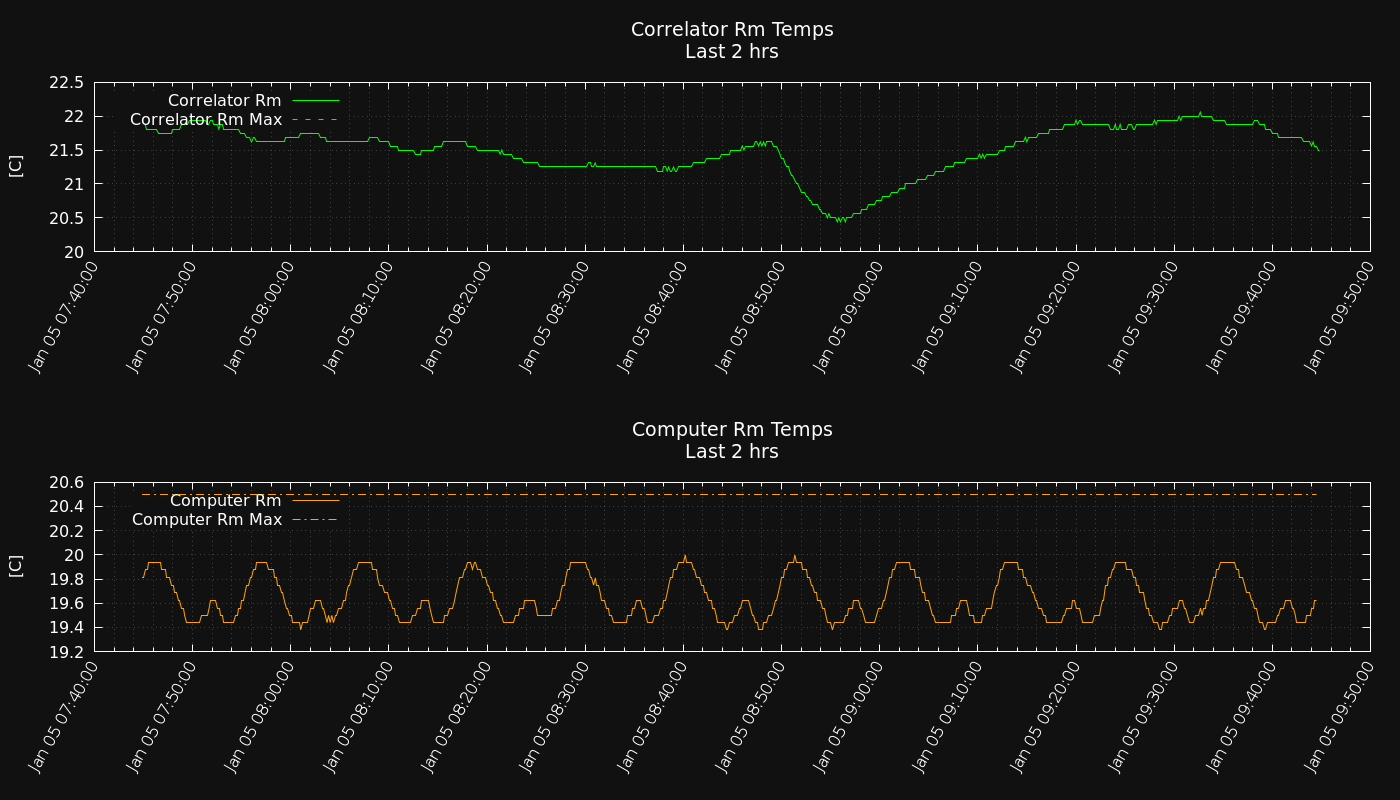 Correlator Rm Temps
Last 2 hrs
22.5
22
21.5
21
20.5
20
[C]
Correlator Rm
Correlator Rm Max
Jan 05 07:40:00
Jan 05 07:50:00
Jan 05 08:00:00
Jan 05 08:10:00
Jan 05 08:20:00
Jan 05 08:30:00
Jan 05 08:40:00
Jan 05 08:50:00
Jan 05 09:00:00
Jan 05 09:10:00
Jan 05 09:20:00
Jan 05 09:30:00
Jan 05 09:40:00
Jan 05 09:50:00
Computer Rm Temps
Last 2 hrs
20.6
20.4
20.2
20
19.8
19.6
19.4
19.2
[C]
Computer Rm
Computer Rm Max
Jan 05 07:40:00
Jan 05 07:50:00
Jan 05 08:00:00
Jan 05 08:10:00
Jan 05 08:20:00
Jan 05 08:30:00
Jan 05 08:40:00
Jan 05 08:50:00
Jan 05 09:00:00
Jan 05 09:10:00
Jan 05 09:20:00
Jan 05 09:30:00
Jan 05 09:40:00
Jan 05 09:50:00